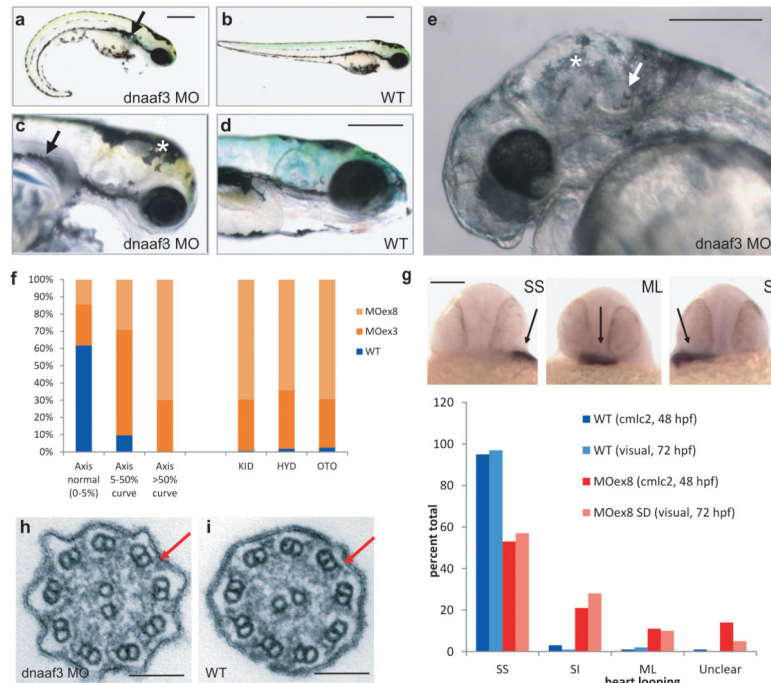 a
dnaaf3 MO
b
WT
c
dnaaf3 MO
d
WT
e
dnaaf3 MO
f
100%
90%
80%
70%
60%
50%
40%
30%
20%
10%
0%
Axis normal (0-5%)
Axis 5-50% curve
Axis >50% curve
KID
HYD
OTO
MOex8
MOex3
WT
g
SS
ML
percent total
120
100
80
60
40
20
0
WT (cmlc2, 48 hpf)
WT (visual, 72 hpf)
MOex8 (cmlc2, 48 hpf)
MOex8 SD (visual, 72 hpf)
SS
SI
ML
Unclear
heart looping
h
dnaaf3 MO
i
WT